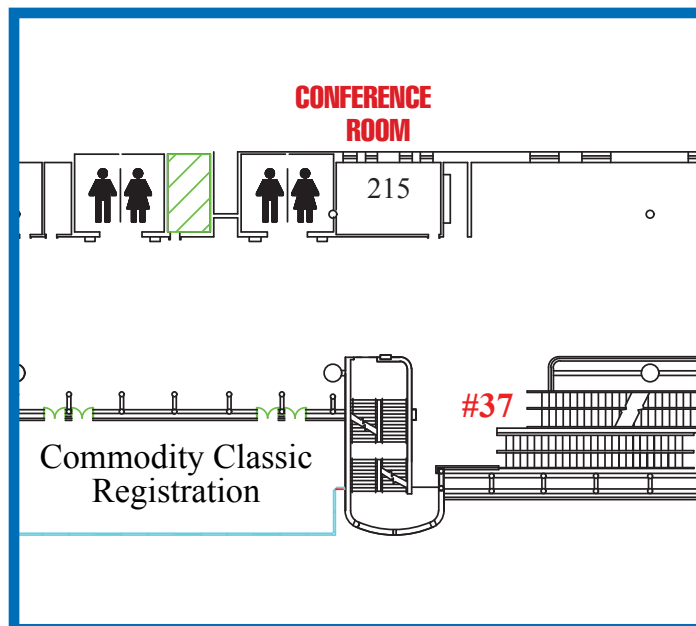 CONFERENCE
ROOM
215
#37
Commodity Classic
Registration